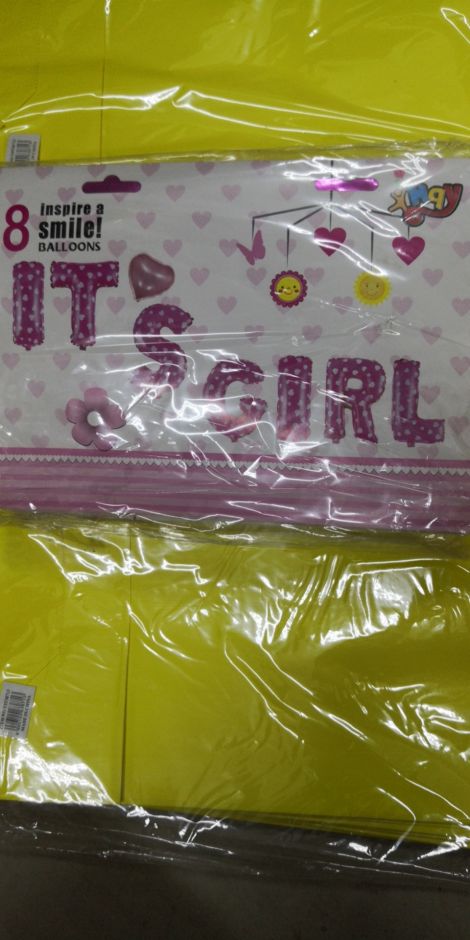 8 inspire a
smile!
BALLOONS
IT
S
GIRL